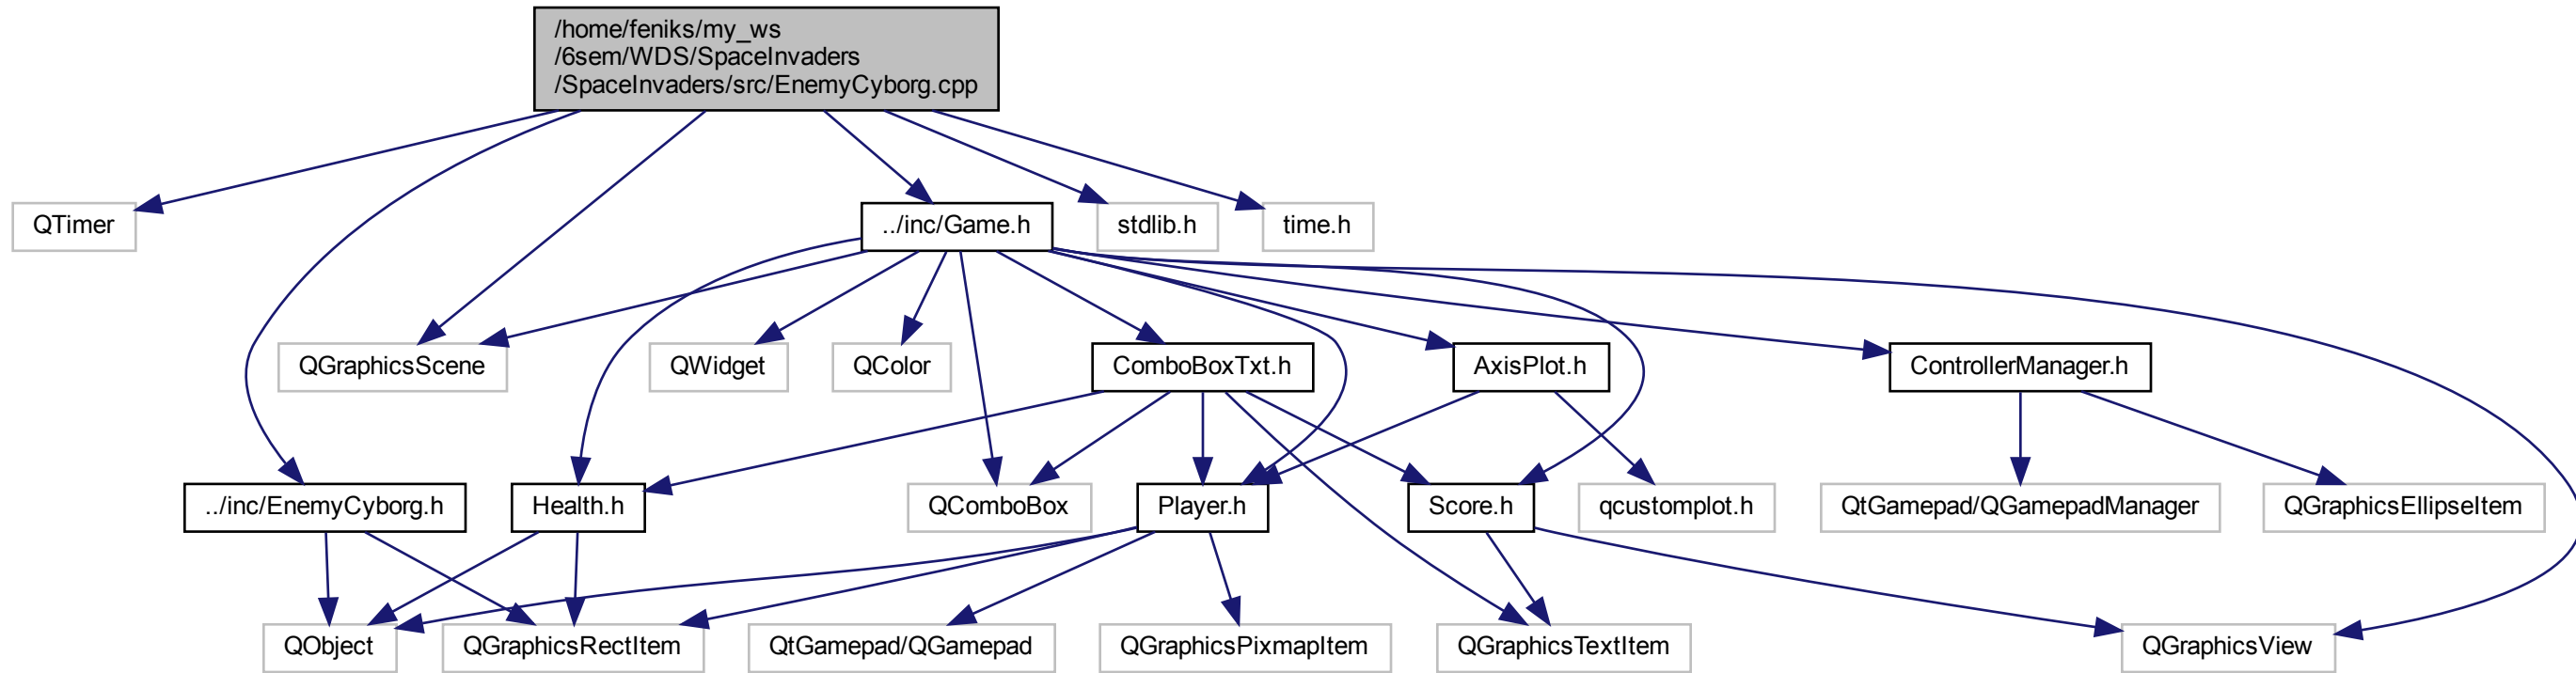 /home/feniks/my_ws
/6sem/WDS/SpaceInvaders
/SpaceInvaders/src/EnemyCyborg.cpp
QTimer
../inc/Game.h
stdlib.h
time.h
QGraphicsScene
QWidget
QColor
ComboBoxTxt.h
AxisPlot.h
ControllerManager.h
../inc/EnemyCyborg.h
Health.h
QComboBox
Player.h
Score.h
qcustomplot.h
QtGamepad/QGamepadManager
QGraphicsEllipseItem
QObject
QGraphicsRectItem
QtGamepad/QGamepad
QGraphicsPixmapItem
QGraphicsTextItem
QGraphicsView